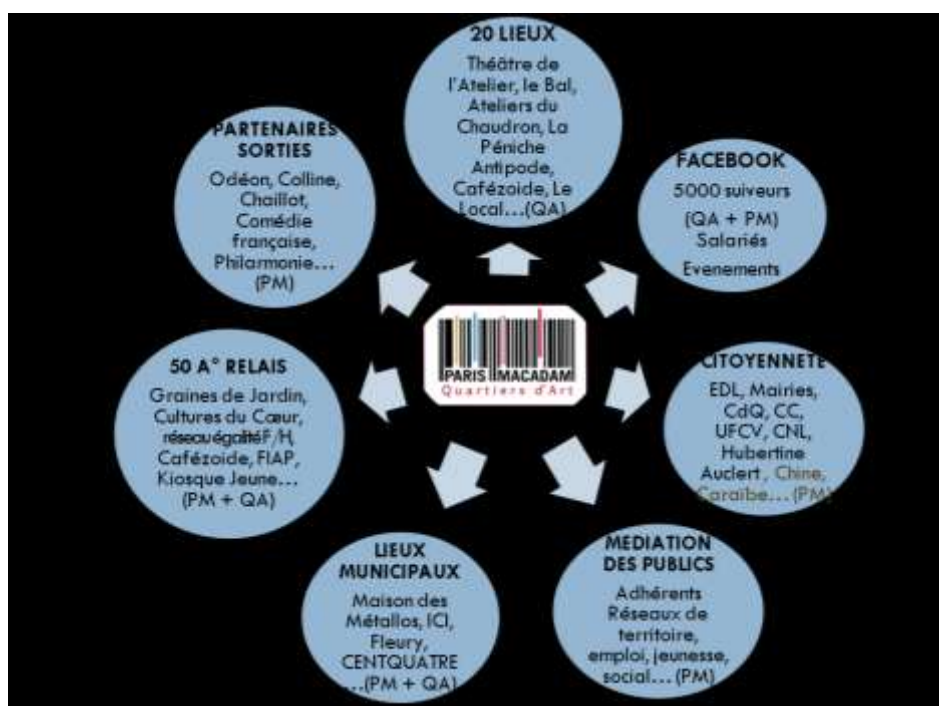 20 LIEUX
Théâtre de
l'Atelier, le Bal,
Ateliers du
Chaudron, La
Péniche
Antipode,
Cafézoide, Le
Local...(QA)
FACEBOOK
5000 suiveurs
(QA + PM)
Salariés
Evenements
CITOYENNETE
EDL, Mairies,
CdQ, CC,
UFCV, CNL,
Hubertine
Auclert , Chine,
Caraïbe... (PM)
MEDIATION
DES PUBLICS
Adhérents
Réseaux de
territoire,
emploi, jeunesse,
social... (PM)
LIEUX
MUNICIPAUX
Maison des
Métallos, ICI,
Fleury,
CENTQUATRE
...(PM + QA)
50 A° RELAIS
Graines de Jardin,
Cultures du Cœur,
réseau égalité F/H,
Cafézoide, FIAP,
Kiosque Jeune...
(PM + QA)
PARTENAIRES
SORTIES
Odéon, Colline,
Chaillot,
Comédie
française,
Philarmonie...
(PM)
PARIS MACADAM
Quartiers d'Art